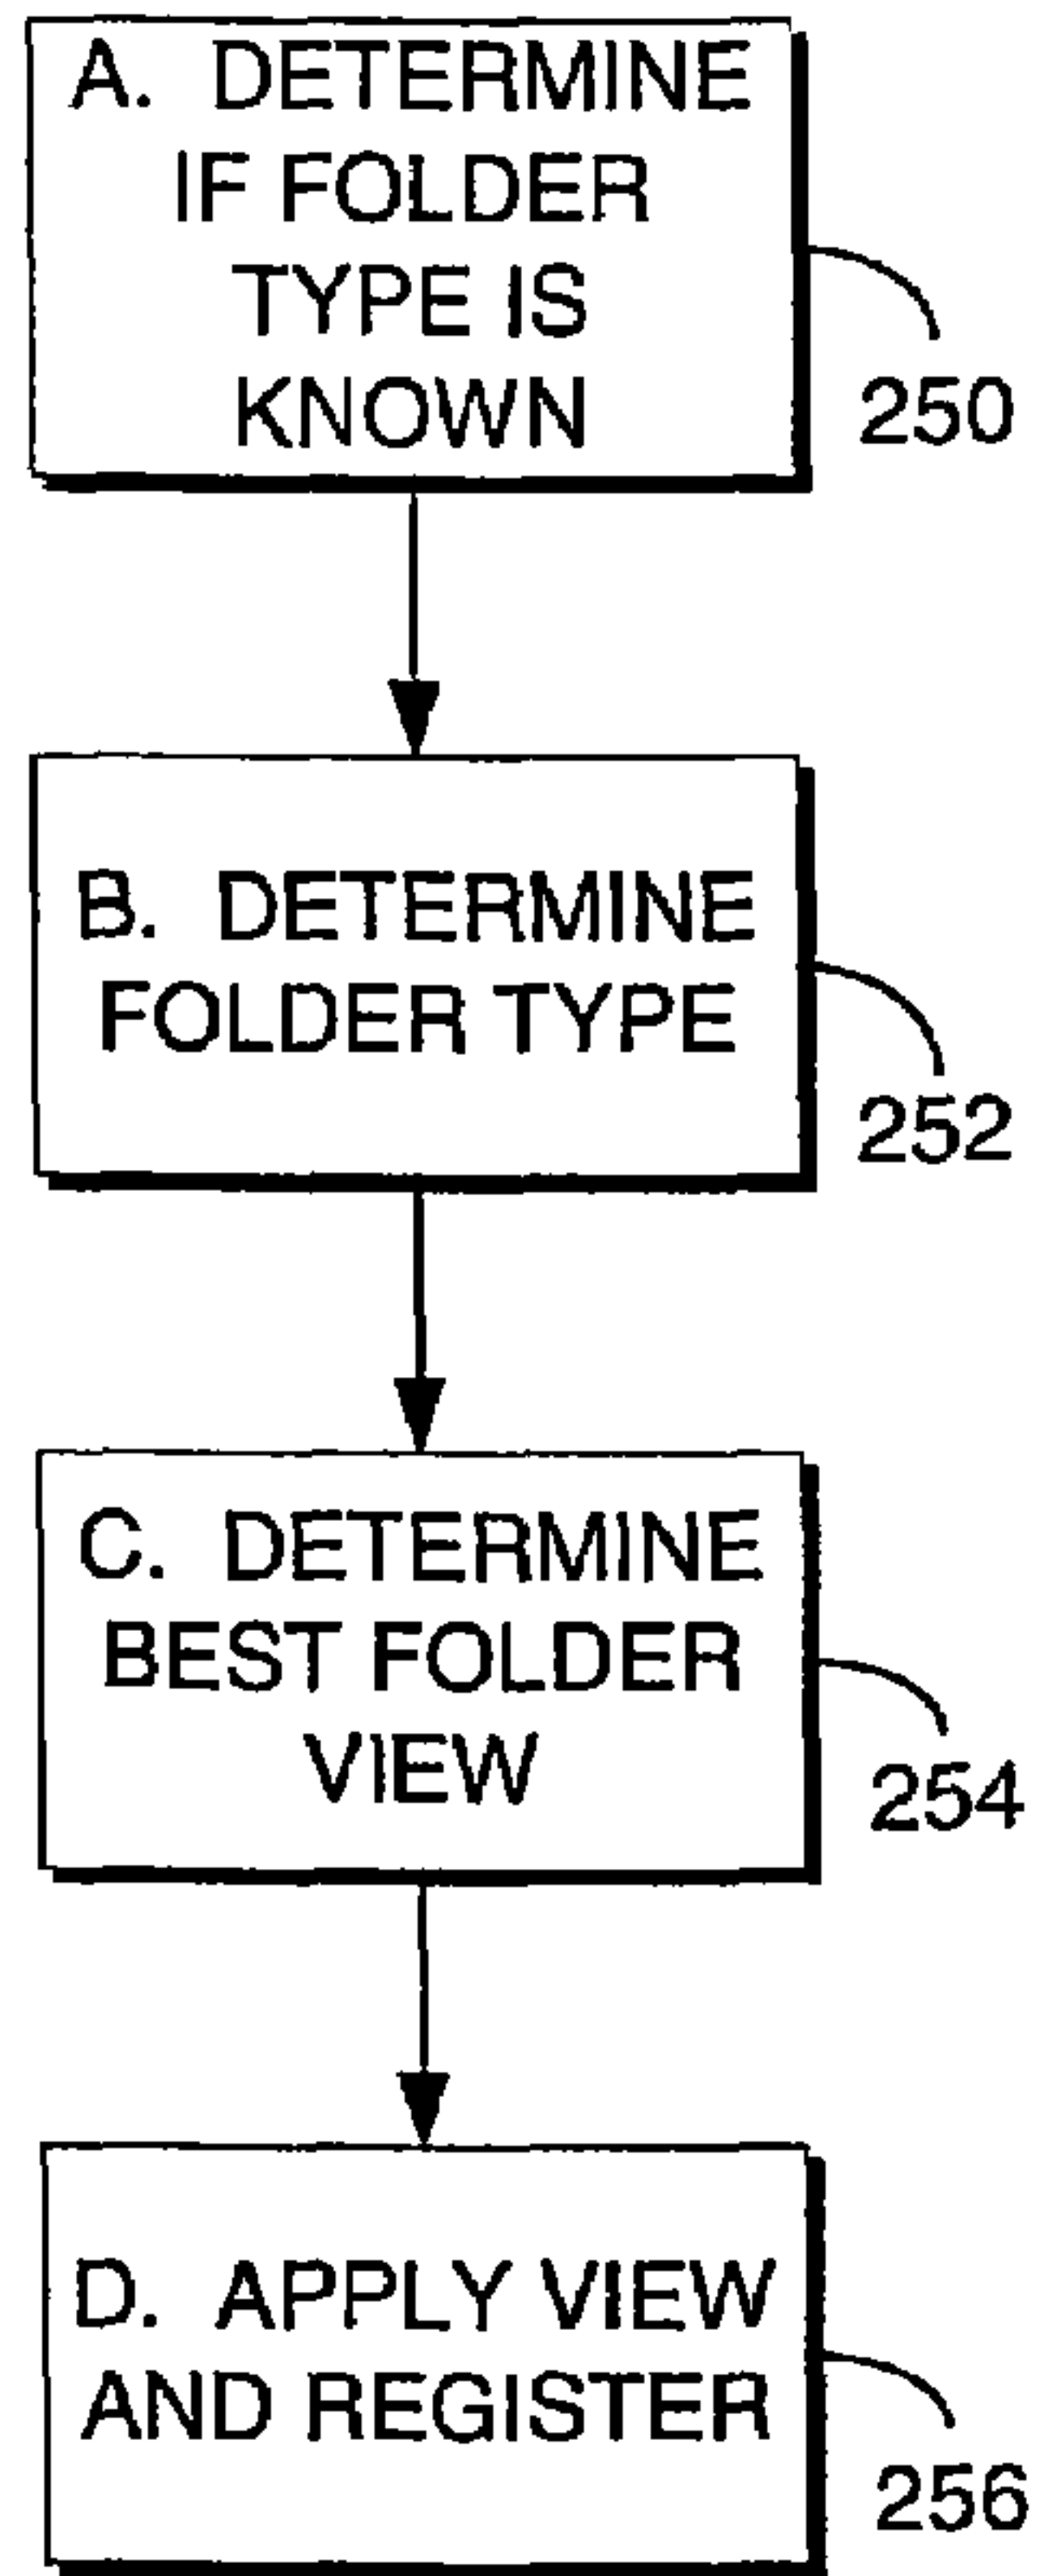 A. DETERMINE
IF FOLDER
TYPE IS
KNOWN
250
B. DETERMINE
FOLDER TYPE
252
C. DETERMINE
BEST FOLDER
VIEW
254
D. APPLY VIEW
AND REGISTER
256